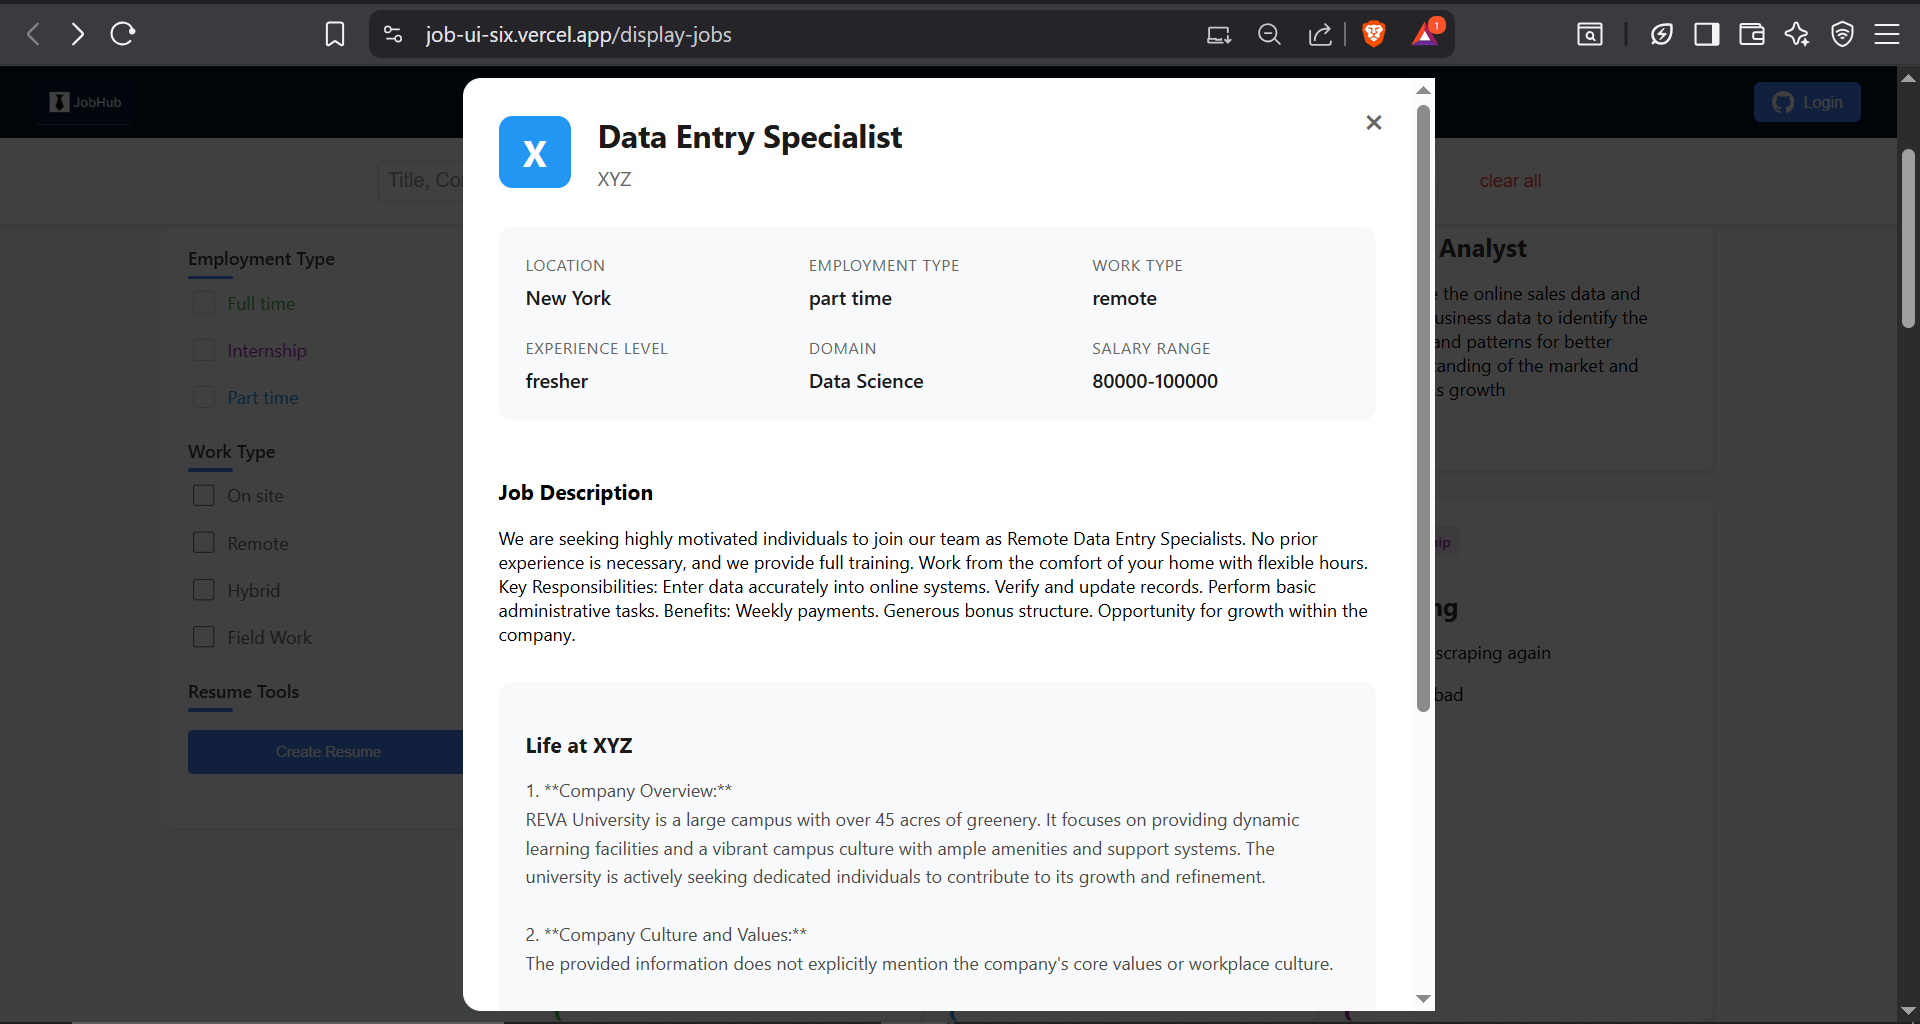 job-ui-six.vercel.app/display-jobs
1
JobHub
Login
Title, Co
clear all
Employment Type
Full time
Internship
Part time
Work Type
On site
Remote
Hybrid
Field Work
Resume Tools
Create Resume
X
Data Entry Specialist
XYZ
LOCATION
EMPLOYMENT TYPE
WORK TYPE
New York
part time
remote
EXPERIENCE LEVEL
DOMAIN
SALARY RANGE
fresher
Data Science
80000-100000
Job Description
We are seeking highly motivated individuals to join our team as Remote Data Entry Specialists. No prior
experience is necessary, and we provide full training. Work from the comfort of your home with flexible hours.
Key Responsibilities: Enter data accurately into online systems. Verify and update records. Perform basic
administrative tasks. Benefits: Weekly payments. Generous bonus structure. Opportunity for growth within the
company.
Life at XYZ
1. **Company Overview:**
REVA University is a large campus with over 45 acres of greenery. It focuses on providing dynamic
learning facilities and a vibrant campus culture with ample amenities and support systems. The
university is actively seeking dedicated individuals to contribute to its growth and refinement.
2. **Company Culture and Values:**
The provided information does not explicitly mention the company's core values or workplace culture.
Analyst
the online sales data and
usiness data to identify the
and patterns for better
tanding of the market and
s growth
ip
ng
scraping again
bad